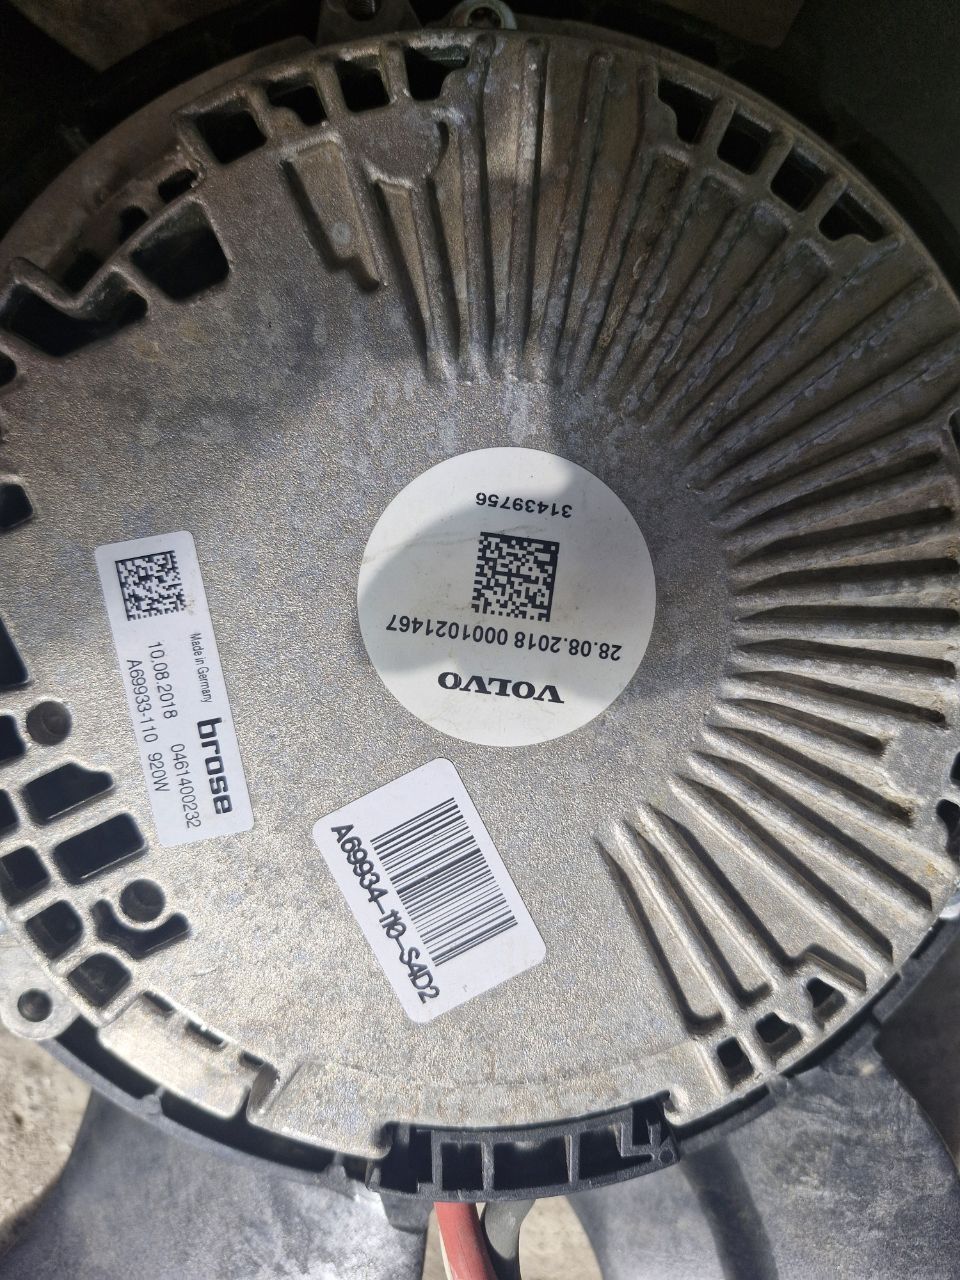 31439756
28.08.2018 0001021467
VOLVO
Made in Germany
brose
10.08.2018 0461400232
A69933-110 920W
A69934-110-S4D2